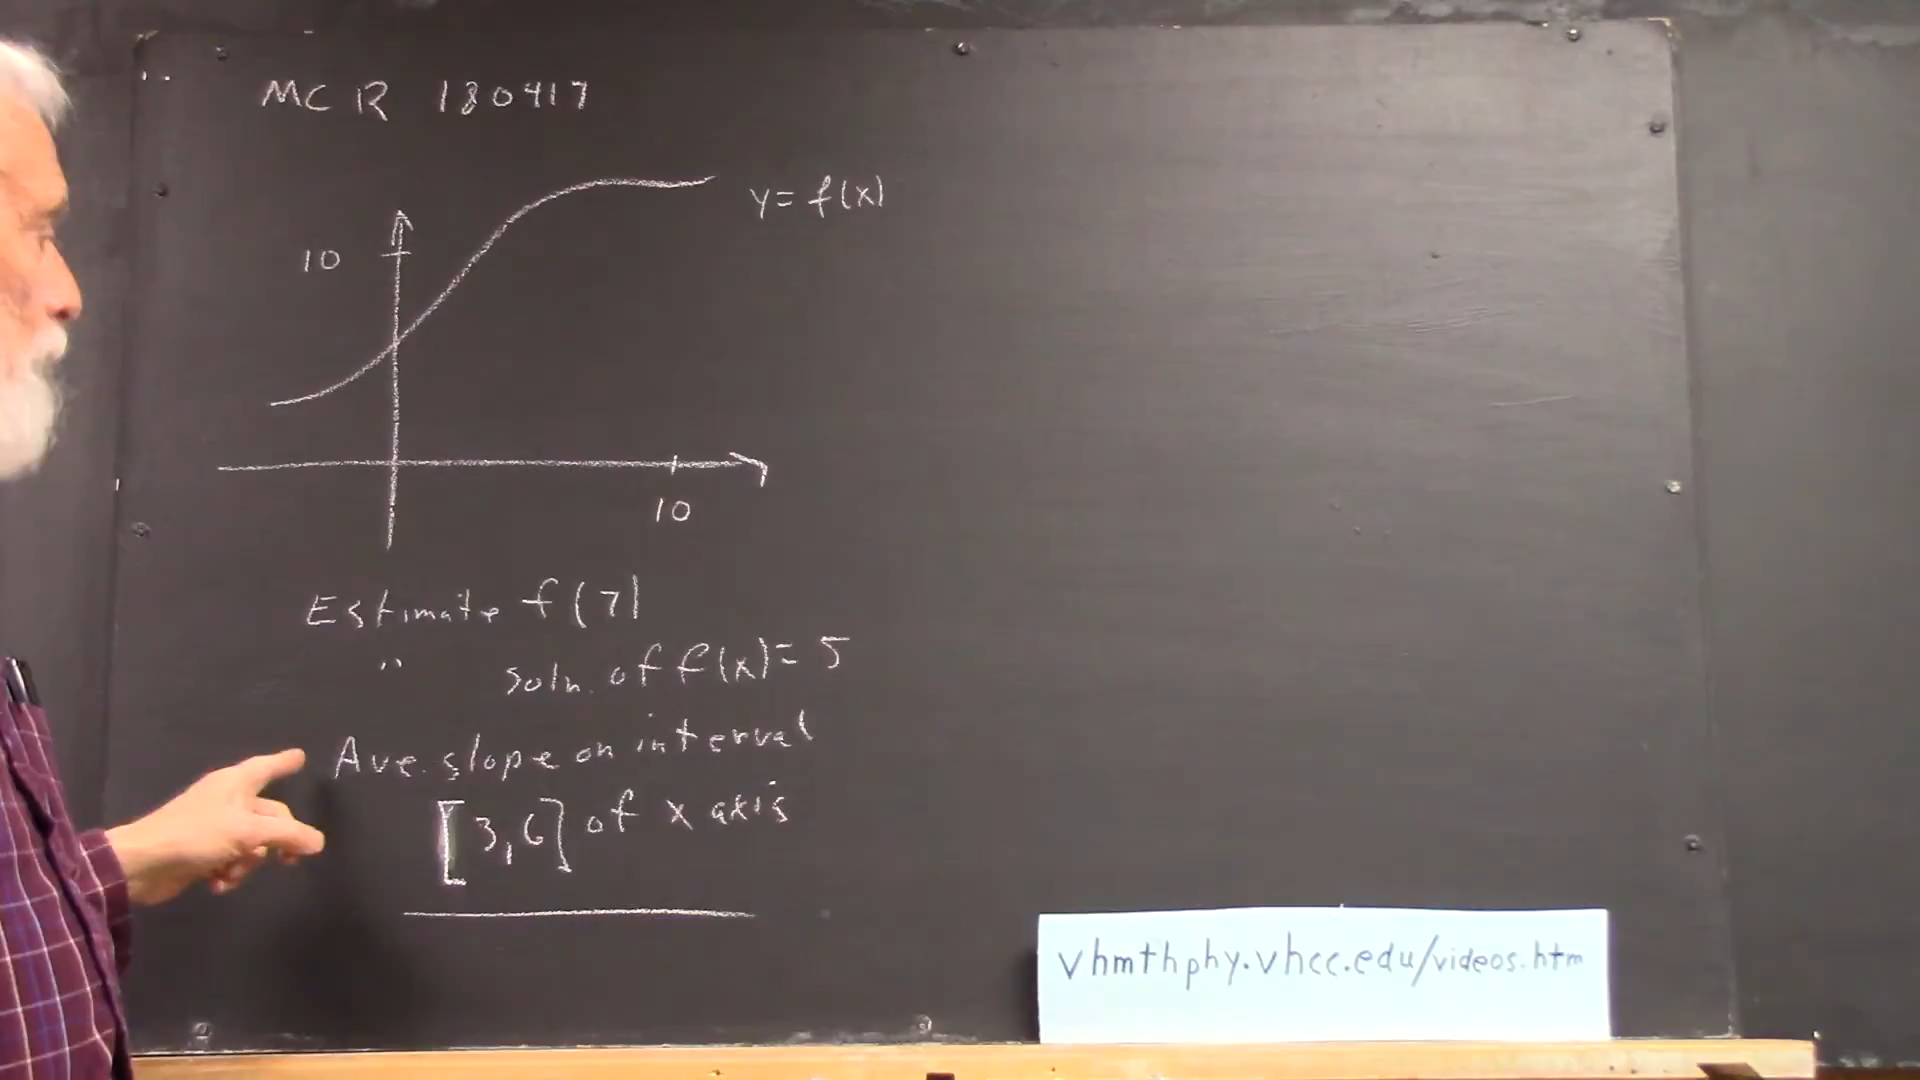 MCR 180417
y = f(x)
10
10
Estimate f(7)
" soln. of f(x) = 5
Ave. slope on interval
[3,6] of x axis
vhmthphy.vhcc.edu/videos.htm